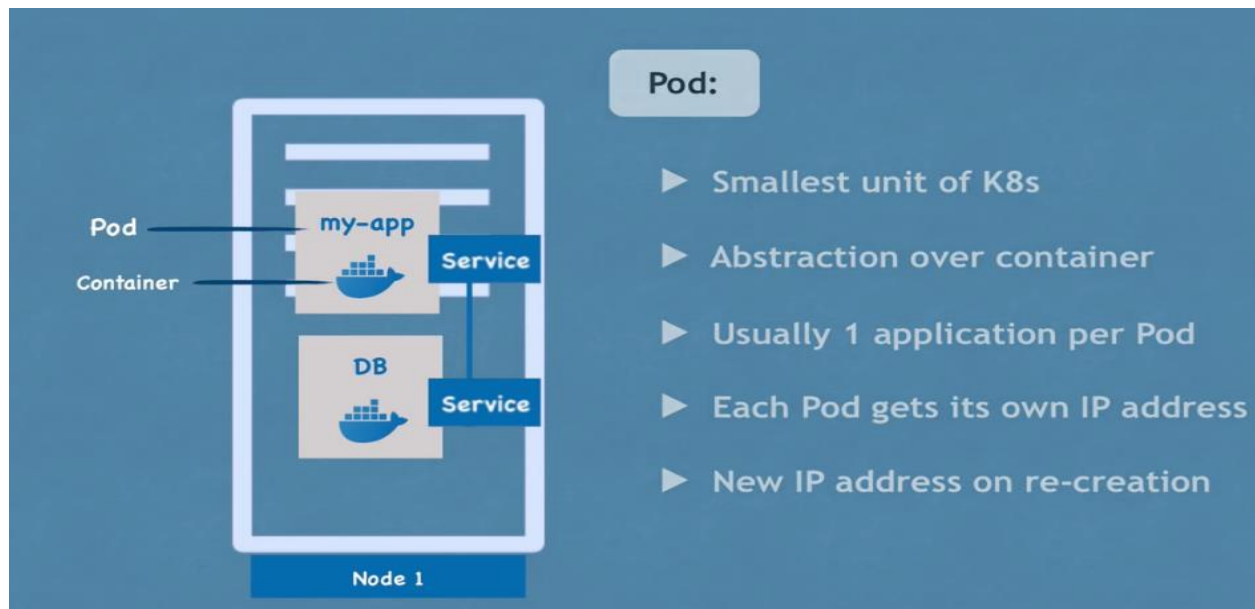 Pod:
Pod
my-app
Service
Container
DB
Service
Node 1
► Smallest unit of K8s
► Abstraction over container
► Usually 1 application per Pod
► Each Pod gets its own IP address
► New IP address on re-creation